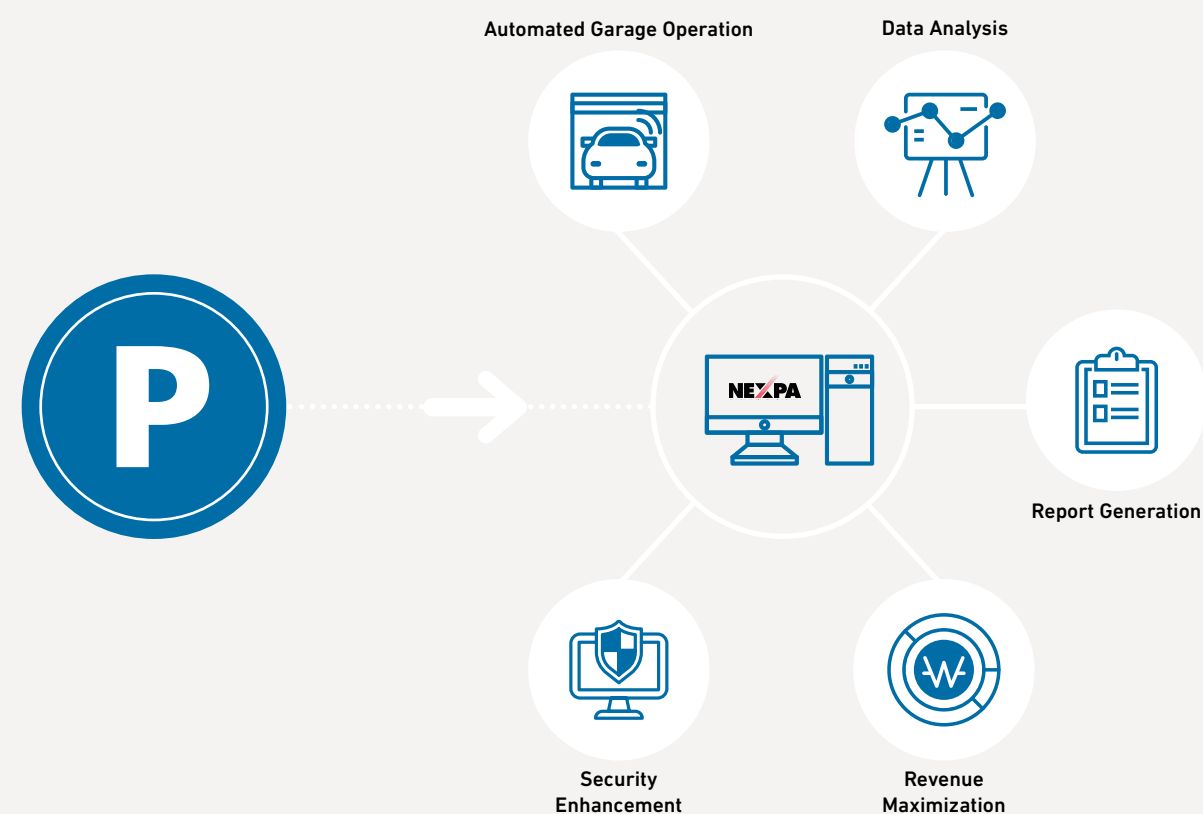 Automated Garage Operation
Data Analysis
P
NEXPA
Report Generation
₩
Security
Enhancement
Revenue
Maximization